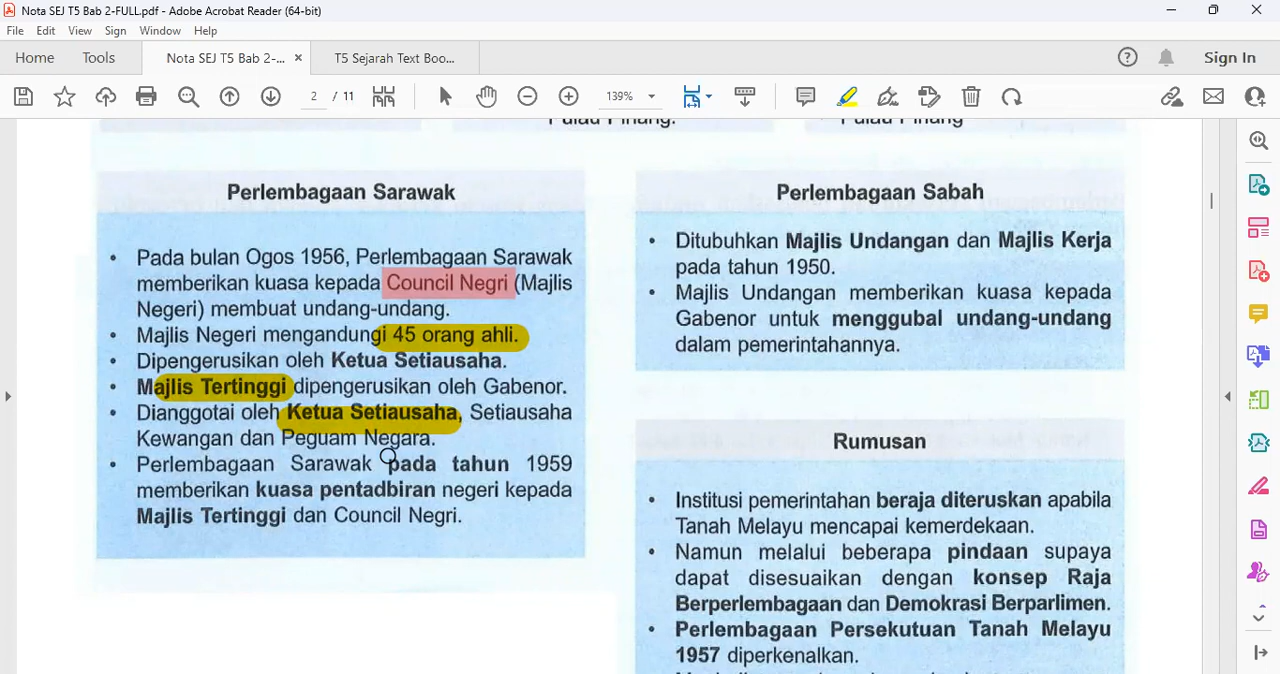 Nota SEJ T5 Bab 2-FULL.pdf - Adobe Acrobat Reader (64-bit)
File Edit View Sign Window Help
Home Tools Nota SEJ T5 Bab 2-... × T5 Sejarah Text Boo... Sign In
2 / 11 139%
Pulau Pinang. Pulau Pinang
Perlembagaan Sarawak
• Pada bulan Ogos 1956, Perlembagaan Sarawak
memberikan kuasa kepada Council Negri (Majlis
Negeri) membuat undang-undang.
• Majlis Negeri mengandungi 45 orang ahli.
• Dipengerusikan oleh Ketua Setiausaha.
• Majlis Tertinggi dipengerusikan oleh Gabenor.
• Dianggotai oleh Ketua Setiausaha, Setiausaha
Kewangan dan Peguam Negara.
• Perlembagaan Sarawak pada tahun 1959
memberikan kuasa pentadbiran negeri kepada
Majlis Tertinggi dan Council Negri.
Perlembagaan Sabah
• Ditubuhkan Majlis Undangan dan Majlis Kerja
pada tahun 1950.
• Majlis Undangan memberikan kuasa kepada
Gabenor untuk menggubal undang-undang
dalam pemerintahannya.
Rumusan
• Institusi pemerintahan beraja diteruskan apabila
Tanah Melayu mencapai kemerdekaan.
• Namun melalui beberapa pindaan supaya
dapat disesuaikan dengan konsep Raja
Berperlembagaan dan Demokrasi Berparlimen.
• Perlembagaan Persekutuan Tanah Melayu
1957 diperkenalkan.